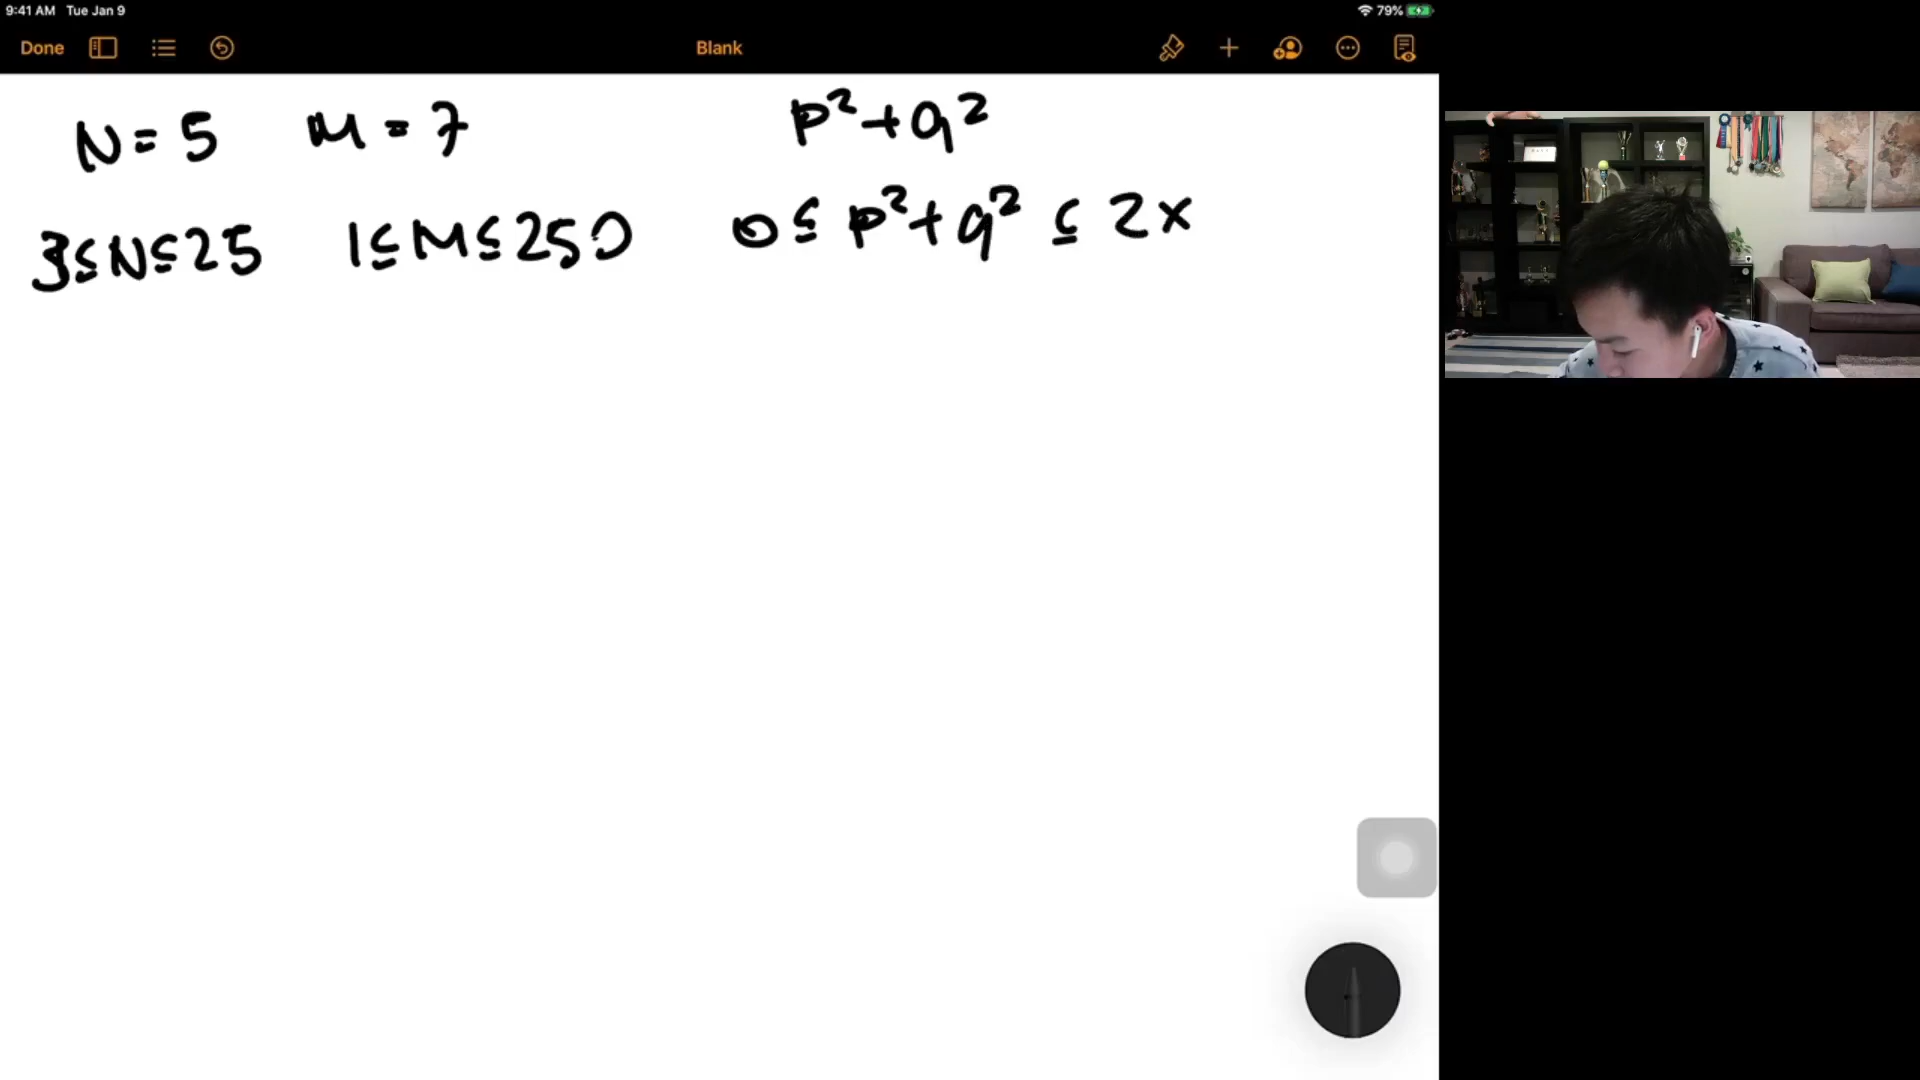 9:41 AM Tue Jan 9
79%
Done
Blank
N = 5 M = 7 p²+q²
3≤N≤25 1≤M≤250 0 ≤ p²+q² ≤ 2x